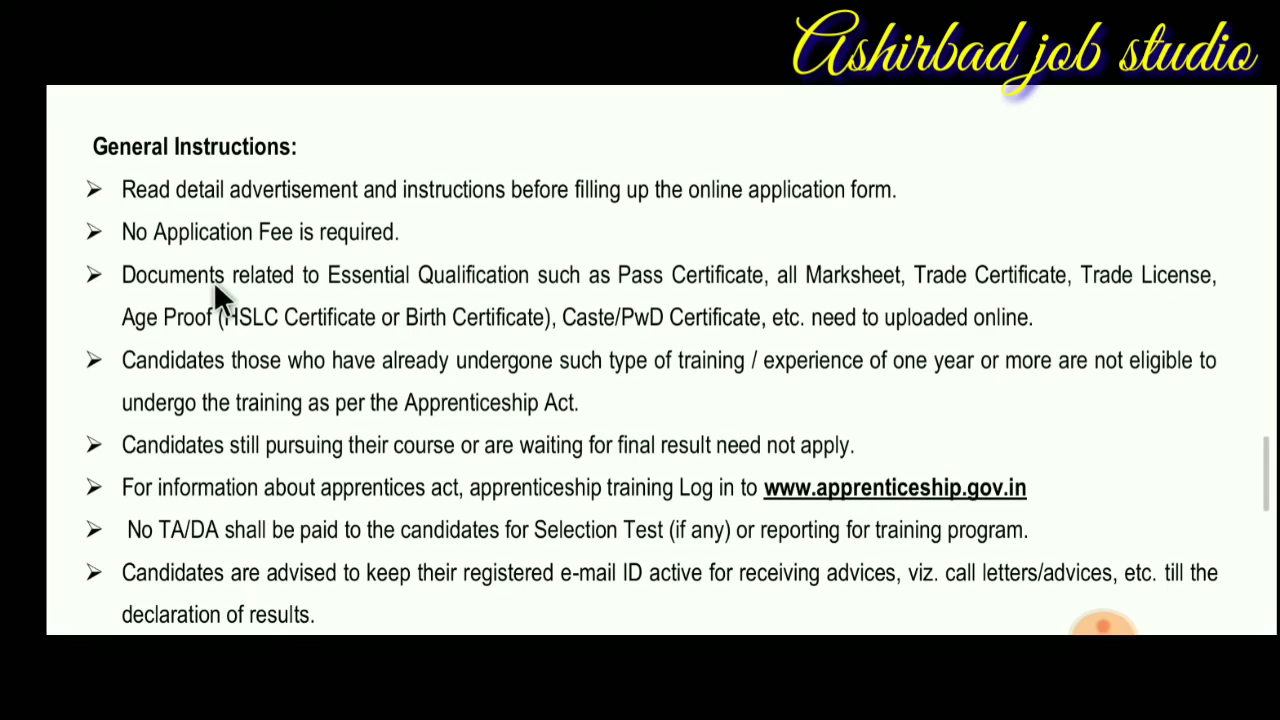 Ashirbad job studio
General Instructions:
➢ Read detail advertisement and instructions before filling up the online application form.
➢ No Application Fee is required.
➢ Documents related to Essential Qualification such as Pass Certificate, all Marksheet, Trade Certificate, Trade License,
Age Proof (HSLC Certificate or Birth Certificate), Caste/PwD Certificate, etc. need to uploaded online.
➢ Candidates those who have already undergone such type of training / experience of one year or more are not eligible to
undergo the training as per the Apprenticeship Act.
➢ Candidates still pursuing their course or are waiting for final result need not apply.
➢ For information about apprentices act, apprenticeship training Log in to www.apprenticeship.gov.in
➢ No TA/DA shall be paid to the candidates for Selection Test (if any) or reporting for training program.
➢ Candidates are advised to keep their registered e-mail ID active for receiving advices, viz. call letters/advices, etc. till the
declaration of results.